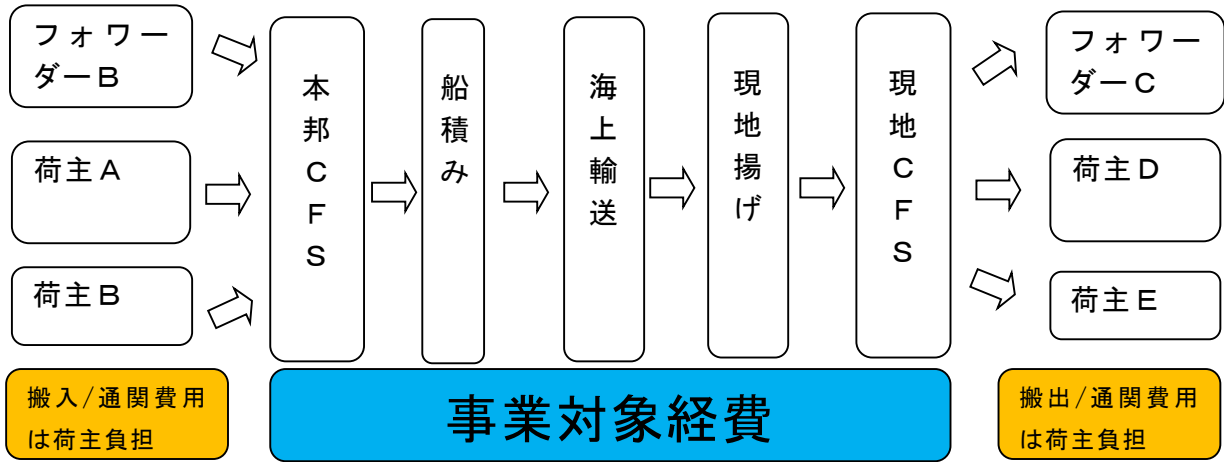 フォワー
ダーB
荷主A
荷主B
本邦CFS
船積み
海上輸送
現地揚げ
現地CFS
フォワー
ダーC
荷主D
荷主E
搬入/通関費用
は荷主負担
事業対象経費
搬出/通関費用
は荷主負担